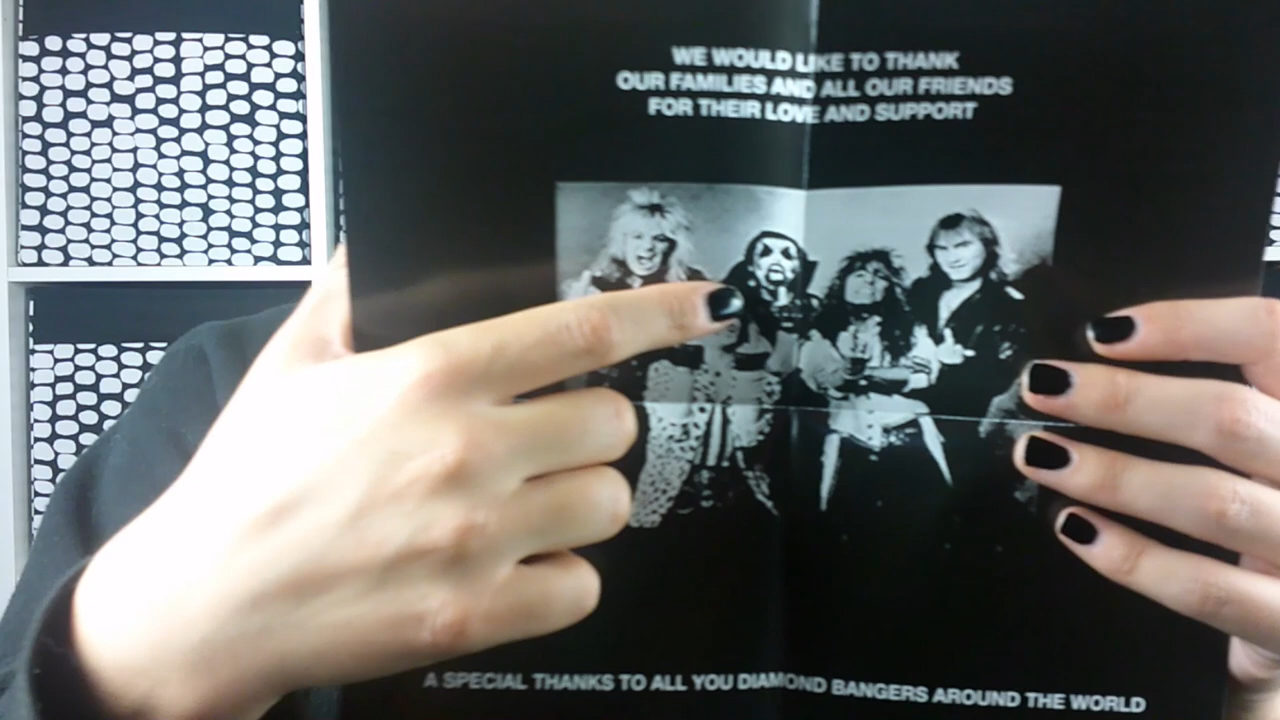 WE WOULD LIKE TO THANK
OUR FAMILIES AND ALL OUR FRIENDS
FOR THEIR LOVE AND SUPPORT
A SPECIAL THANKS TO ALL YOU DIAMOND BANGERS AROUND THE WORLD